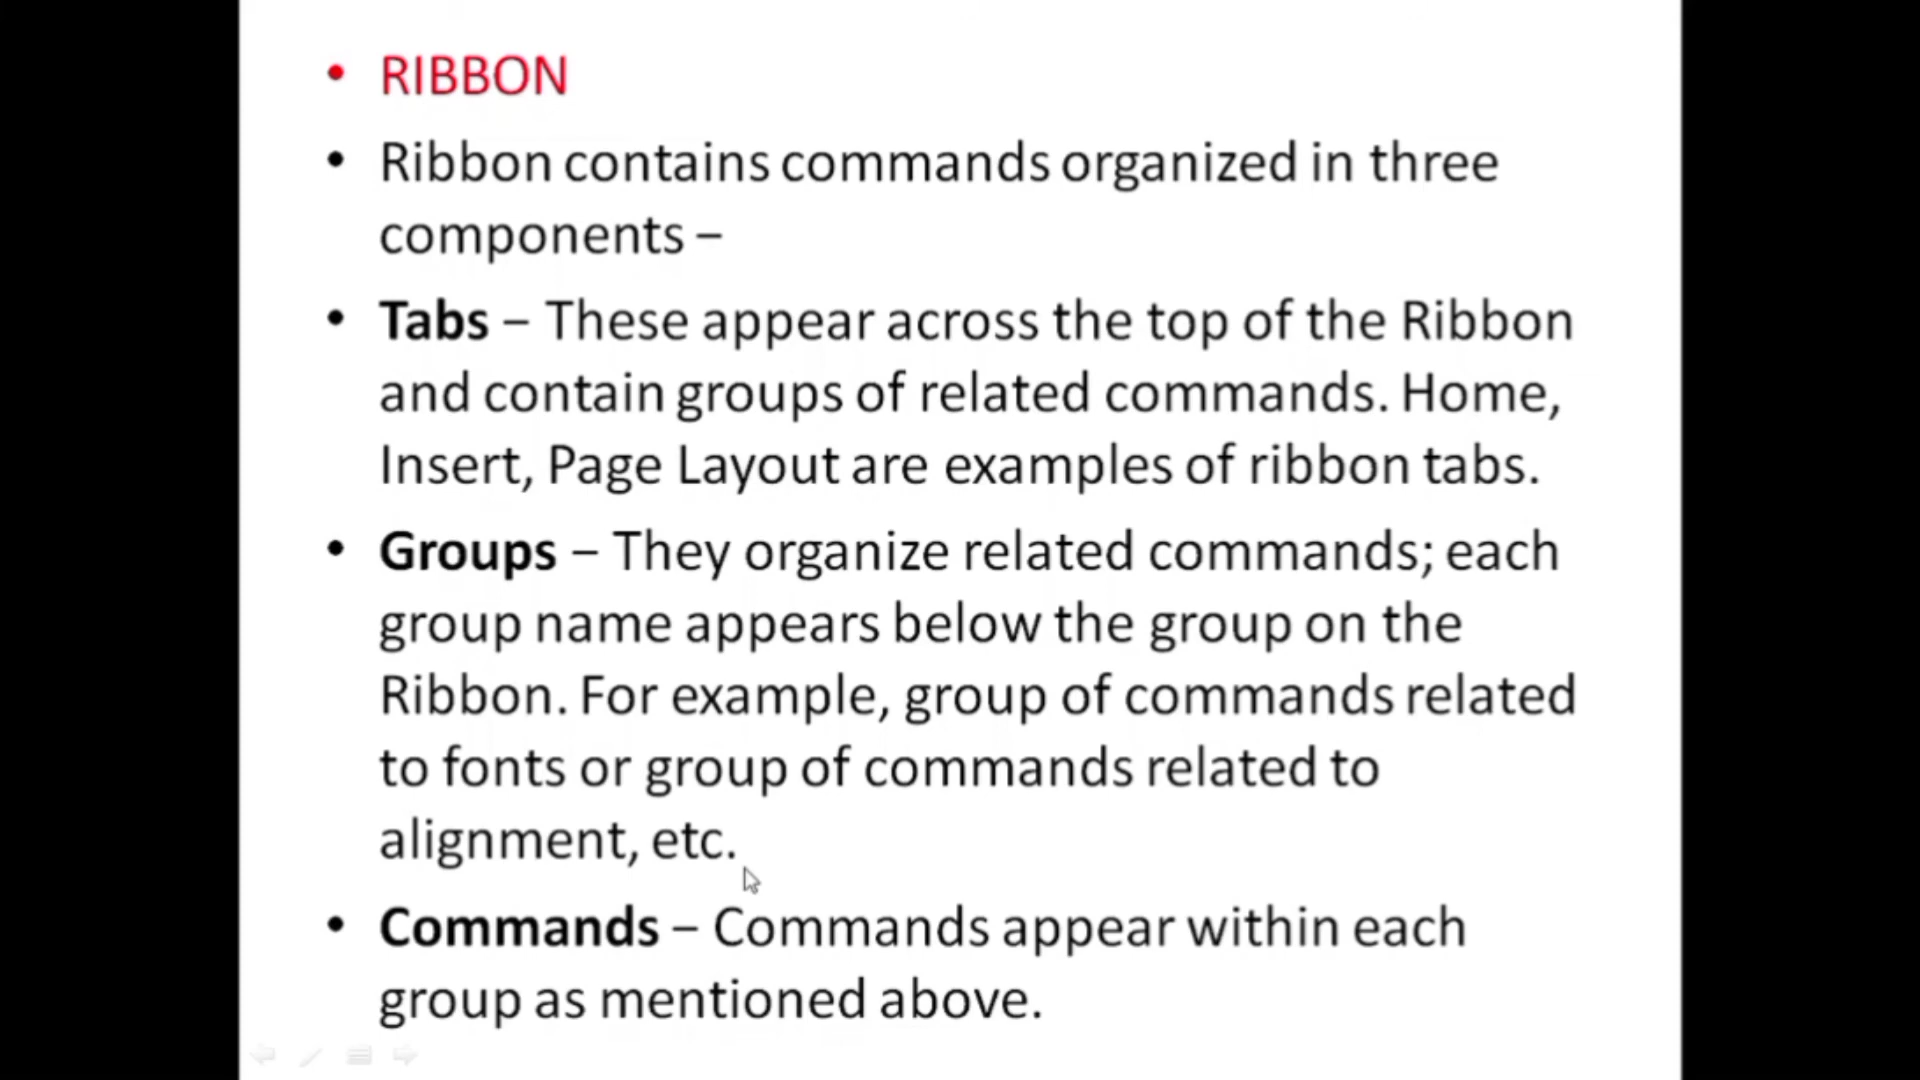 • RIBBON
• Ribbon contains commands organized in three
components –
• Tabs – These appear across the top of the Ribbon
and contain groups of related commands. Home,
Insert, Page Layout are examples of ribbon tabs.
• Groups – They organize related commands; each
group name appears below the group on the
Ribbon. For example, group of commands related
to fonts or group of commands related to
alignment, etc.
• Commands – Commands appear within each
group as mentioned above.